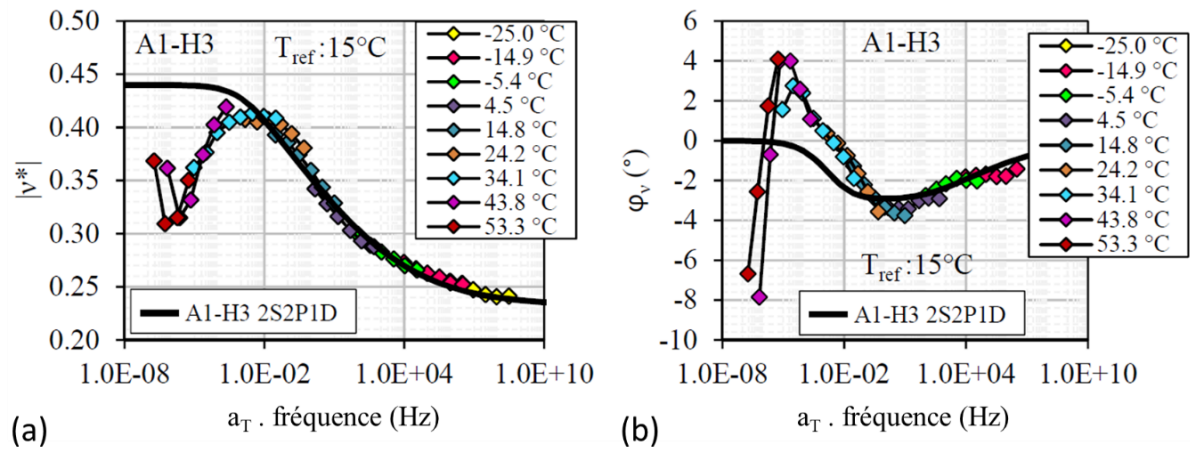 0.50
0.45
0.40
0.35
0.30
0.25
0.20
|ν*|
A1-H3
T_ref :15°C
-25.0 °C
-14.9 °C
-5.4 °C
4.5 °C
14.8 °C
24.2 °C
34.1 °C
43.8 °C
53.3 °C
A1-H3 2S2P1D
1.0E-08 1.0E-02 1.0E+04 1.0E+10
a_T . fréquence (Hz)
(a)
6
4
2
0
-2
-4
-6
-8
-10
φ_ν (°)
A1-H3
-25.0 °C
-14.9 °C
-5.4 °C
4.5 °C
14.8 °C
24.2 °C
34.1 °C
43.8 °C
53.3 °C
T_ref :15°C
A1-H3 2S2P1D
1.0E-08 1.0E-02 1.0E+04 1.0E+10
a_T . fréquence (Hz)
(b)